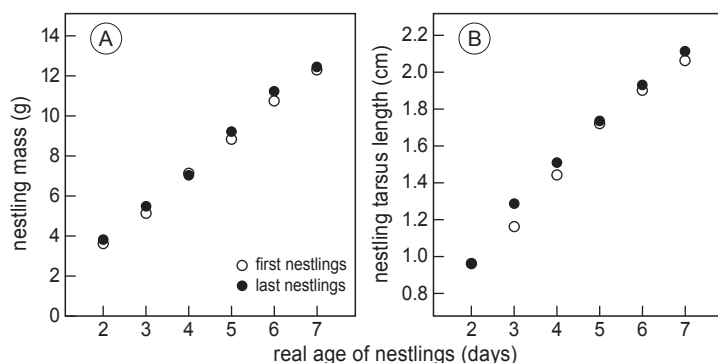 A
nestling mass (g)
14
12
10
8
6
4
2
0
first nestlings
last nestlings
2 3 4 5 6 7
B
nestling tarsus length (cm)
2.2
2.0
1.8
1.6
1.4
1.2
1.0
0.8
2 3 4 5 6 7
real age of nestlings (days)